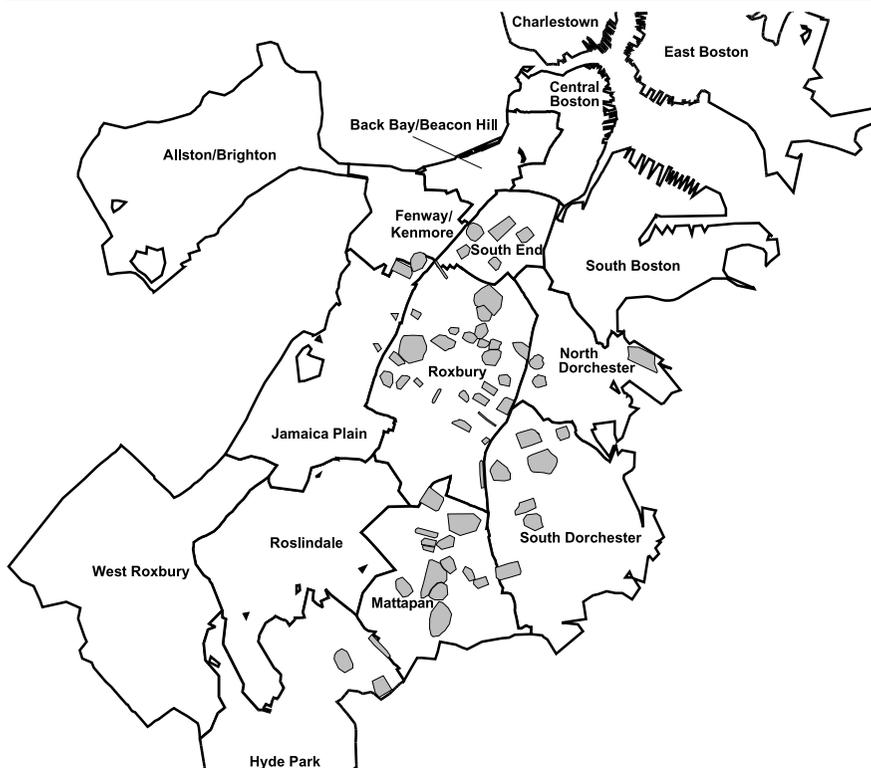 Charlestown
East Boston
Central
Boston
Back Bay/Beacon Hill
Allston/Brighton
Fenway/
Kenmore
South End
South Boston
North
Dorchester
Roxbury
Jamaica Plain
South Dorchester
Roslindale
West Roxbury
Mattapan
Hyde Park